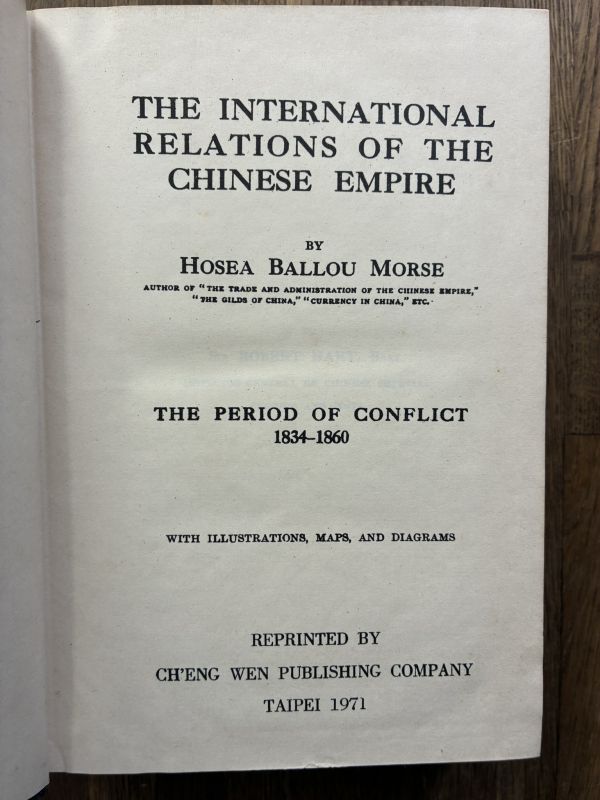 THE INTERNATIONAL
RELATIONS OF THE
CHINESE EMPIRE
BY
HOSEA BALLOU MORSE
AUTHOR OF "THE TRADE AND ADMINISTRATION OF THE CHINESE EMPIRE,"
"THE GILDS OF CHINA," "CURRENCY IN CHINA," ETC.
ROBERT HART,
THE PERIOD OF CONFLICT
1834–1860
WITH ILLUSTRATIONS, MAPS, AND DIAGRAMS
REPRINTED BY
CH'ENG WEN PUBLISHING COMPANY
TAIPEI 1971